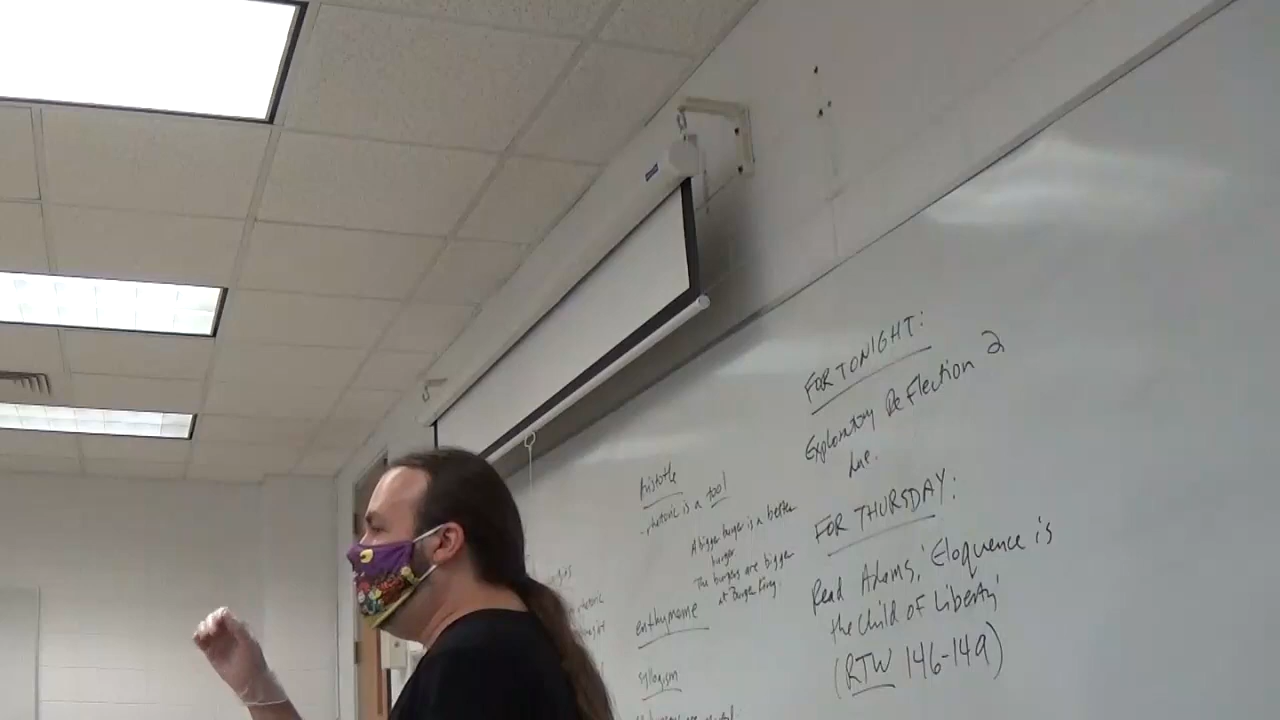 Aristotle
- rhetoric is a tool
A bigger burger is a better
burger
The burgers are bigger
at Burger King.
enthymeme
syllogism
FOR TONIGHT:
Exploratory Reflection 2
due.
FOR THURSDAY:
Read Adams, 'Eloquence is
the Child of Liberty'
(RTW 146-149)